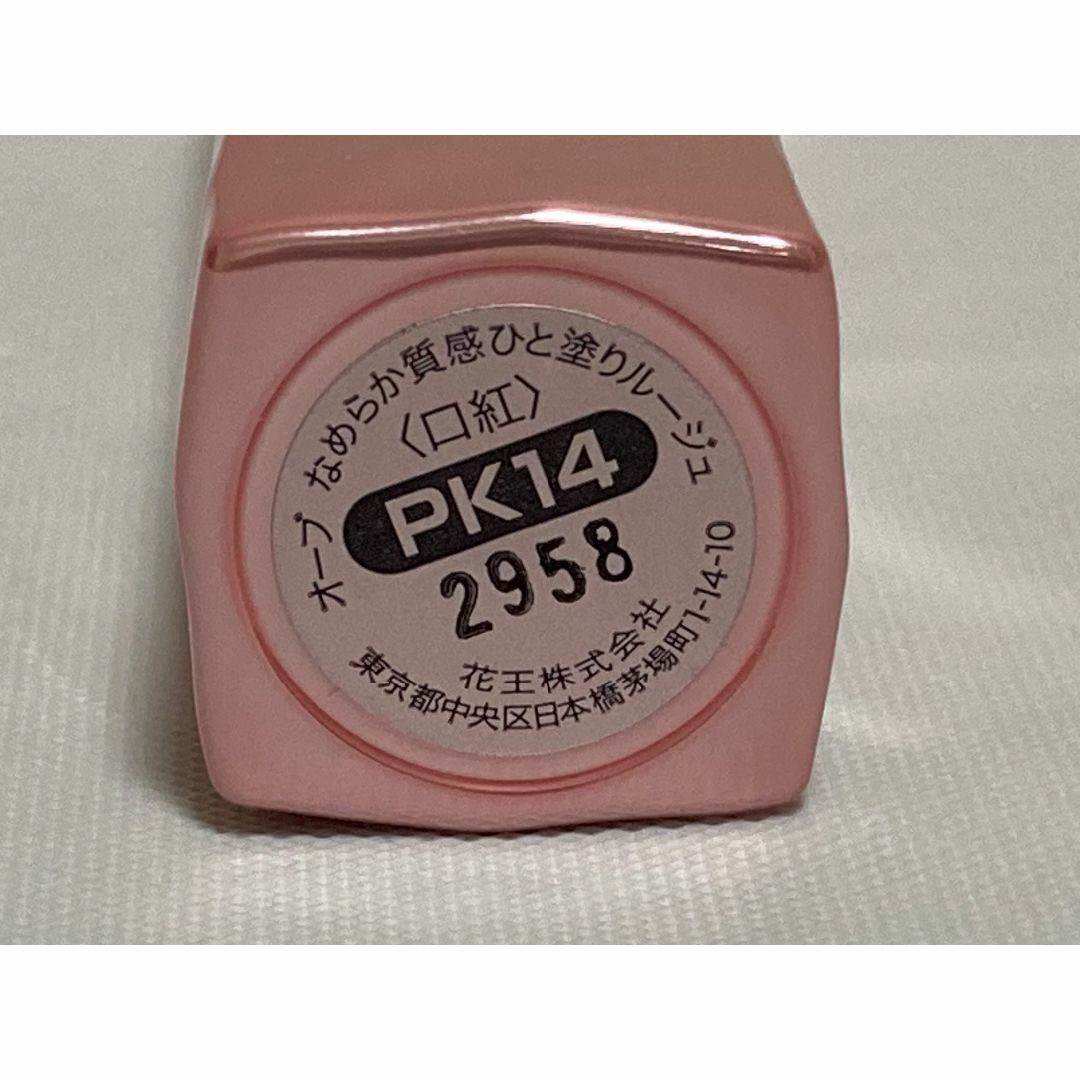 オーブ なめらか質感ひと塗りルージュ
〈口紅〉
PK14
2958
花王株式会社
東京都中央区日本橋茅場町1-14-10